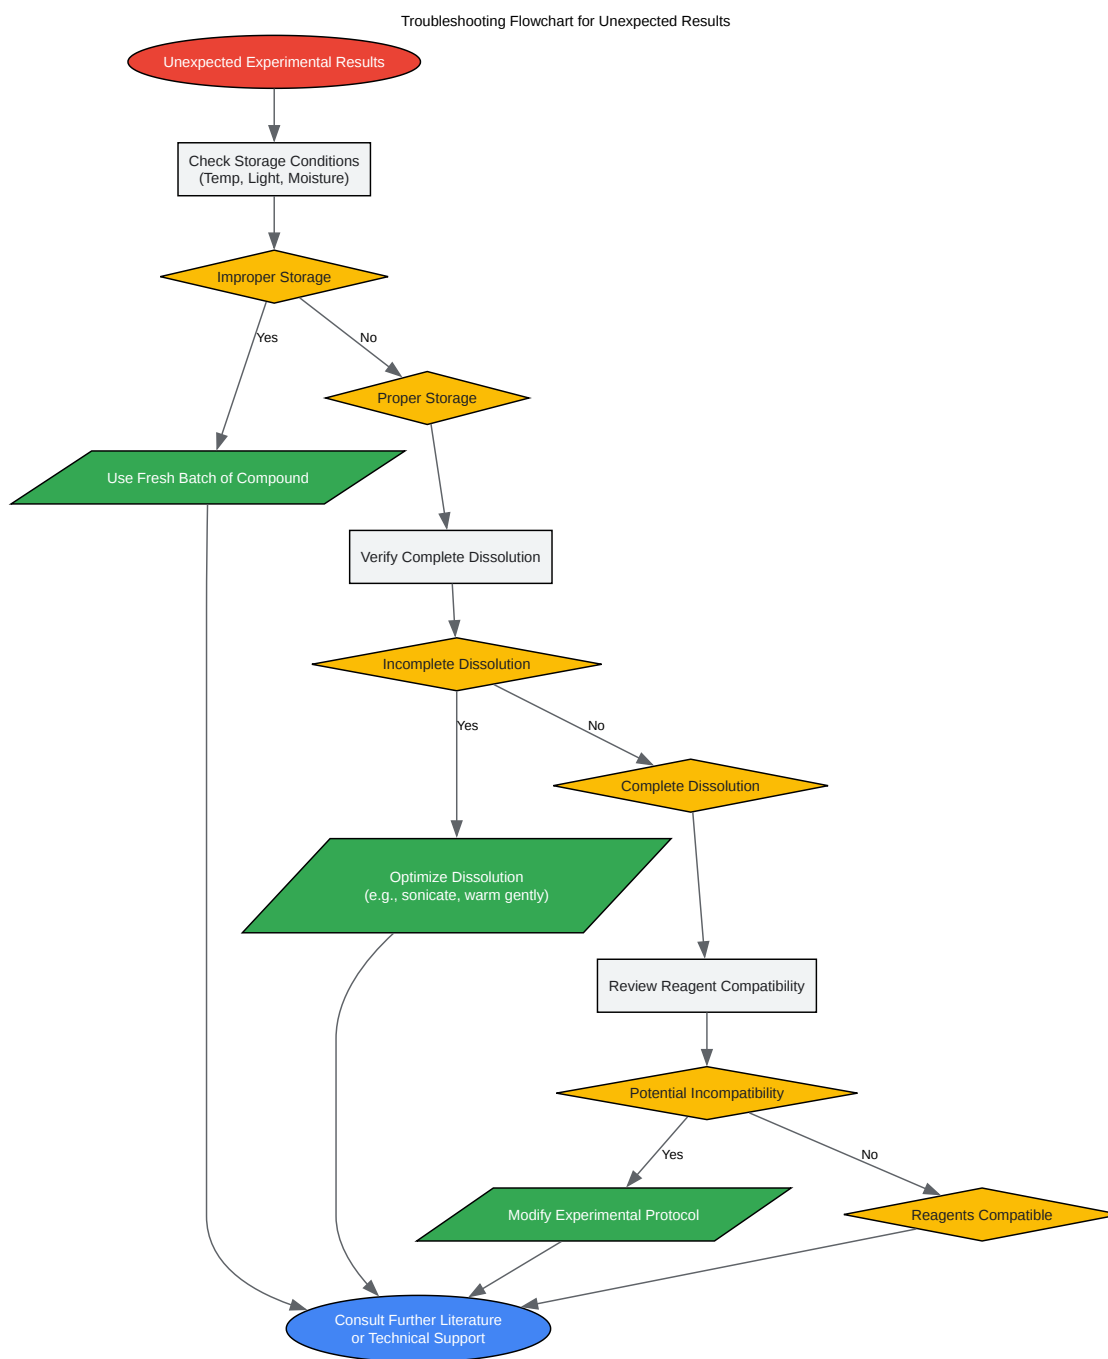 Troubleshooting Flowchart for Unexpected Results
Unexpected Experimental Results
Check Storage Conditions
(Temp, Light, Moisture)
Improper Storage
Yes
No
Proper Storage
Use Fresh Batch of Compound
Verify Complete Dissolution
Incomplete Dissolution
Yes
No
Complete Dissolution
Optimize Dissolution
(e.g., sonicate, warm gently)
Review Reagent Compatibility
Potential Incompatibility
Yes
No
Modify Experimental Protocol
Reagents Compatible
Consult Further Literature
or Technical Support